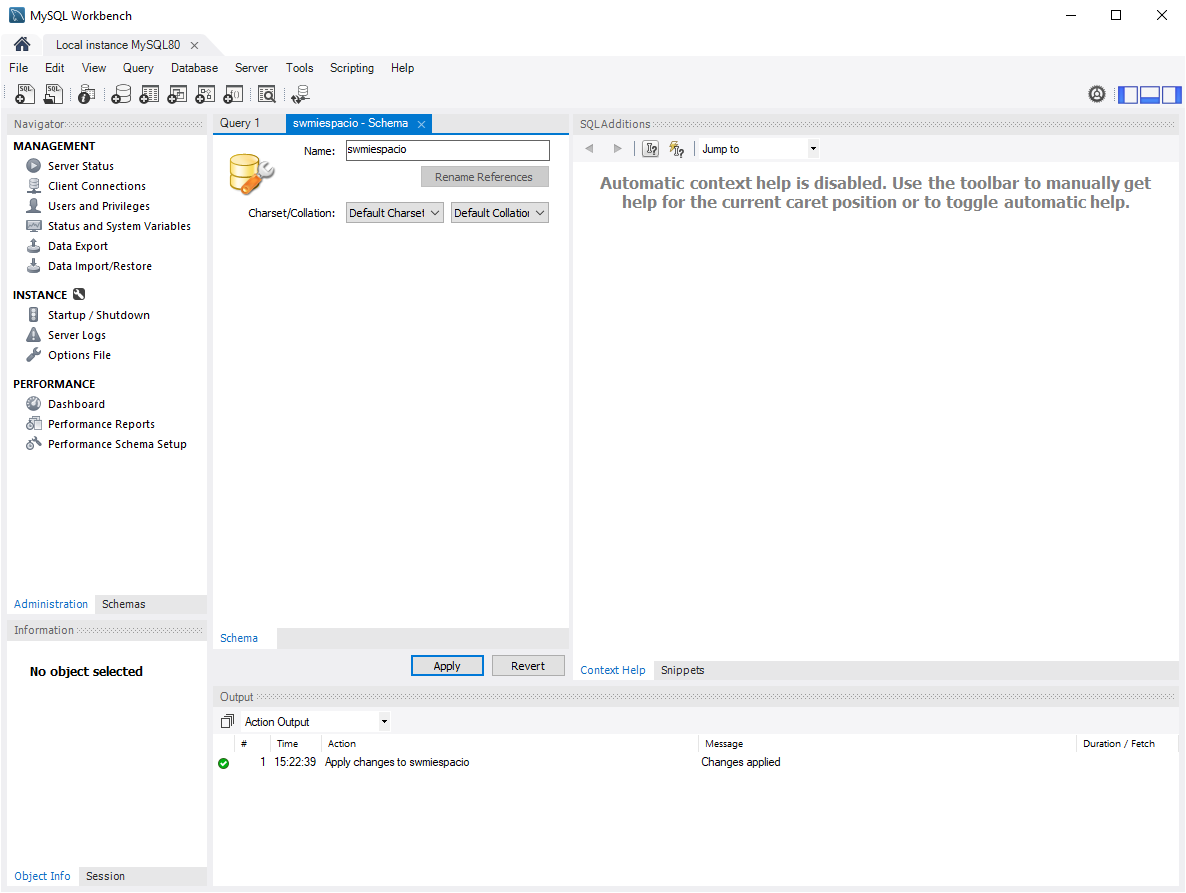 MySQL Workbench
Local instance MySQL80
File Edit View Query Database Server Tools Scripting Help
Navigator
MANAGEMENT
Server Status
Client Connections
Users and Privileges
Status and System Variables
Data Export
Data Import/Restore
INSTANCE
Startup / Shutdown
Server Logs
Options File
PERFORMANCE
Dashboard
Performance Reports
Performance Schema Setup
Administration Schemas
Information
No object selected
Object Info Session
Query 1 swmiespacio - Schema
Name: swmiespacio
Rename References
Charset/Collation: Default Charset Default Collation
Schema
Apply Revert
SQLAdditions
Jump to
Automatic context help is disabled. Use the toolbar to manually get
help for the current caret position or to toggle automatic help.
Context Help Snippets
Output
Action Output
# Time Action Message Duration / Fetch
1 15:22:39 Apply changes to swmiespacio Changes applied